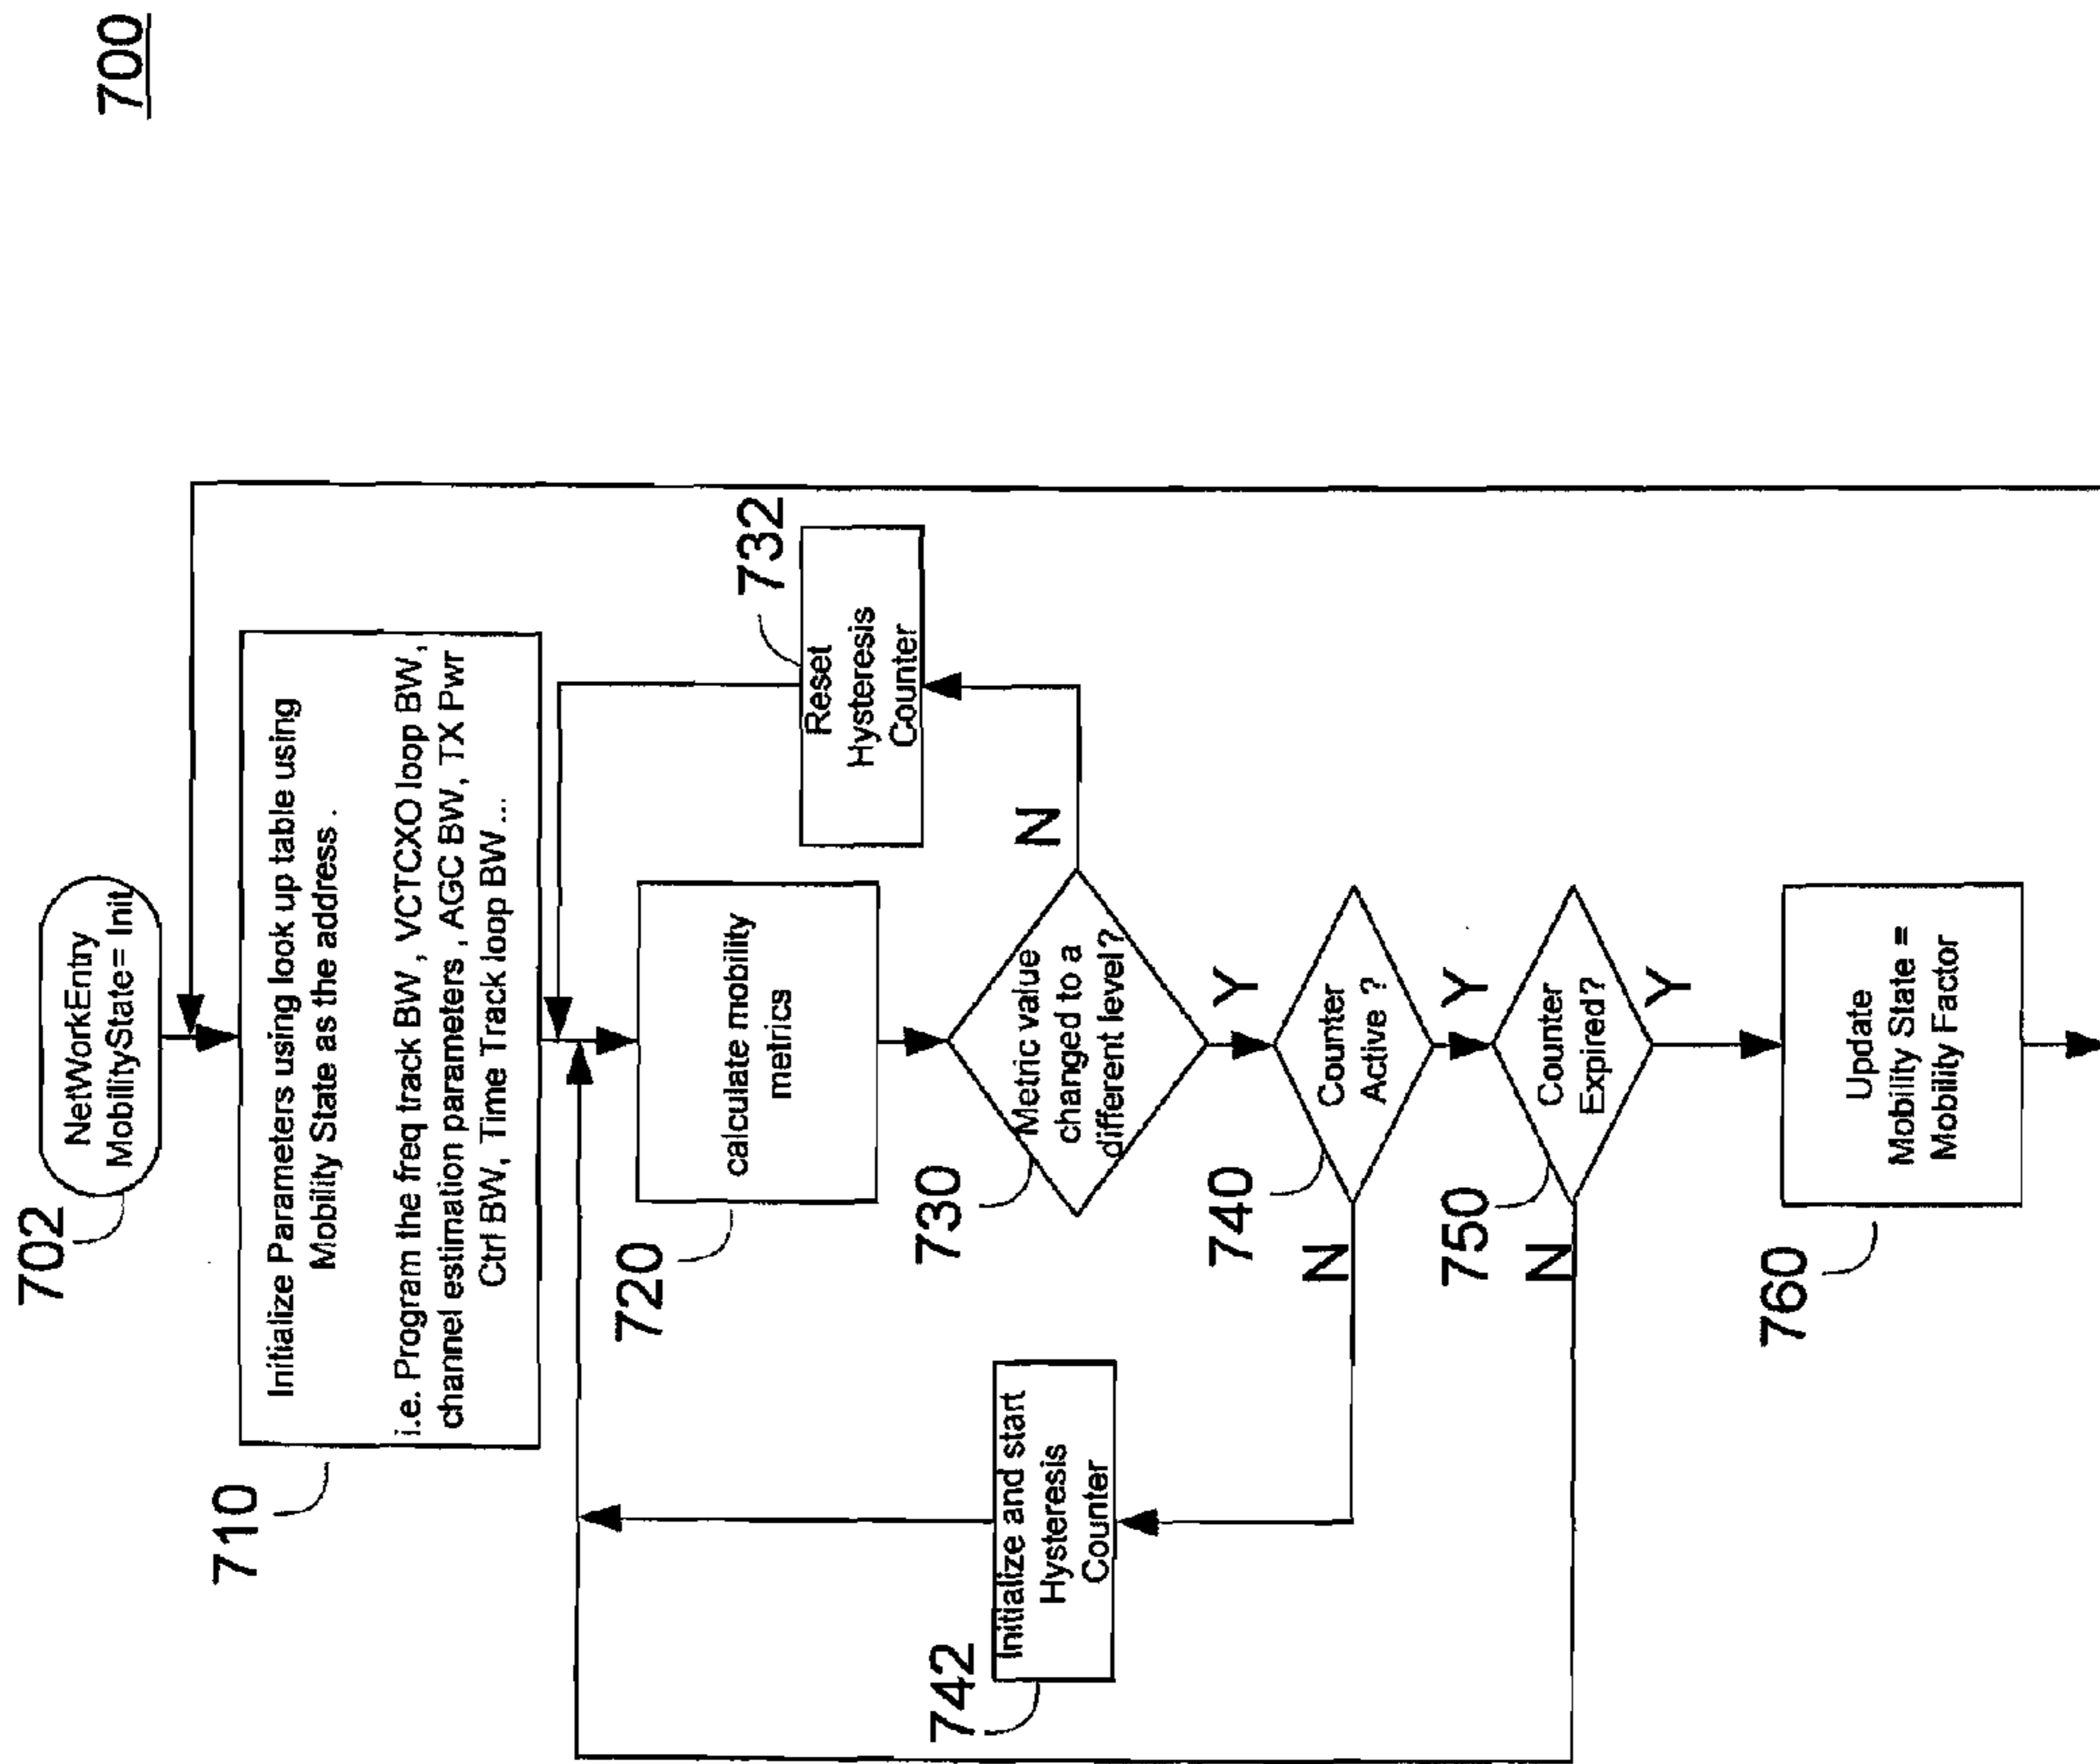 700
702
NetWorkEntry
MobilityState= Init
710
Initialize Parameters using look up table using
Mobility State as the address .
i.e. Program the freq track BW , VCTCXO loop BW ,
channel estimation parameters , AGC BW, TX Pwr
Ctrl BW, Time Track loop BW ...
720
calculate mobility
metrics
732
Reset
Hysteresis
Counter
730
Metric value
changed to a
different level?
N
Y
742
Initialize and start
Hysteresis
Counter
740
Counter
Active ?
N
Y
750
Counter
Expired?
N
Y
760
Update
Mobility State =
Mobility Factor